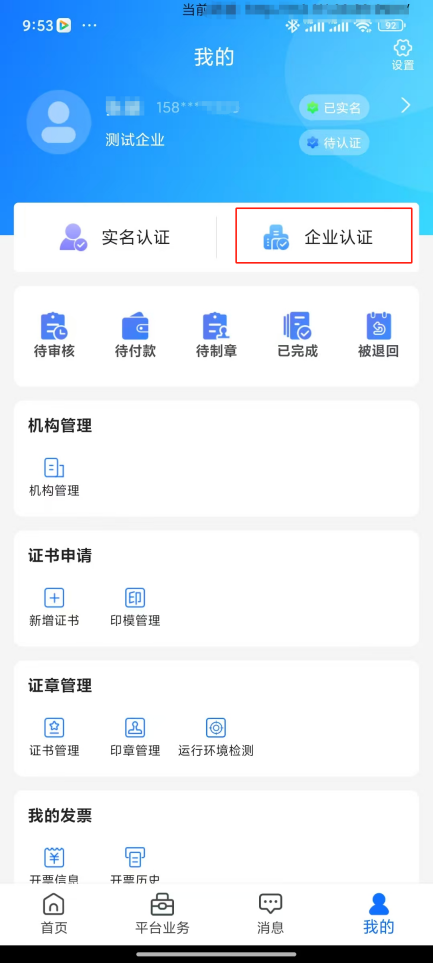 当前
9:53 ··· 92
我的
设置
158**** 已实名
测试企业 待认证
实名认证 企业认证
待审核 待付款 待制章 已完成 被退回
机构管理
机构管理
证书申请
新增证书 印模管理
证章管理
证书管理 印章管理 运行环境检测
我的发票
开票信息 开票历史
首页 平台业务 消息 我的